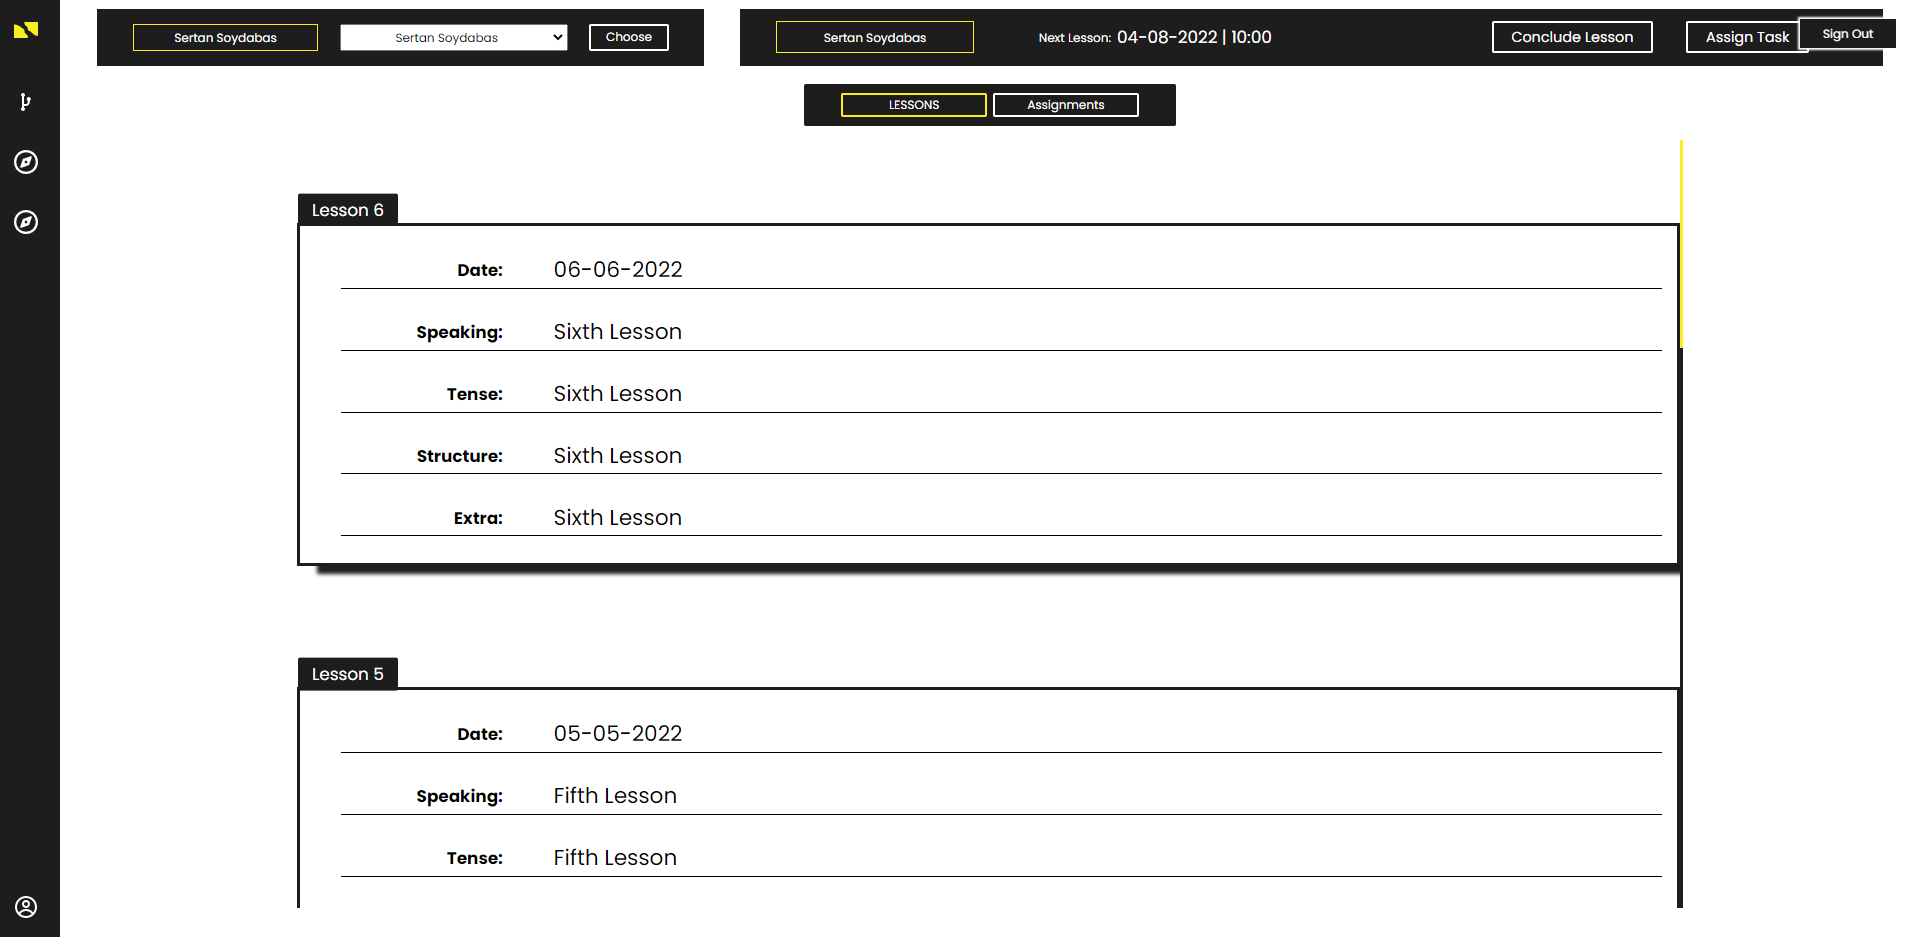 Sertan Soydabas
Sertan Soydabas
Choose
Sertan Soydabas
Next Lesson: 04-08-2022 | 10:00
Conclude Lesson
Assign Task
Sign Out
LESSONS
Assignments
Lesson 6
Date: 06-06-2022
Speaking: Sixth Lesson
Tense: Sixth Lesson
Structure: Sixth Lesson
Extra: Sixth Lesson
Lesson 5
Date: 05-05-2022
Speaking: Fifth Lesson
Tense: Fifth Lesson